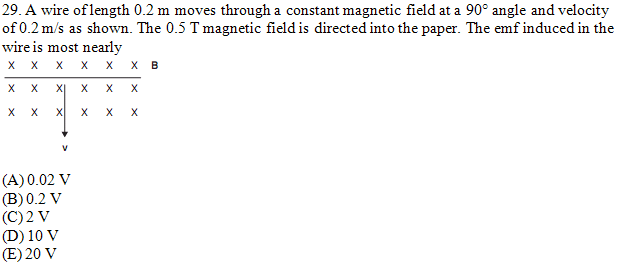 29. A wire of length 0.2 m moves through a constant magnetic field at a 90° angle and velocity
of 0.2 m/s as shown. The 0.5 T magnetic field is directed into the paper. The emf induced in the
wire is most nearly
X X X X X X B
X X X X X X
X X X X X X
v
(A) 0.02 V
(B) 0.2 V
(C) 2 V
(D) 10 V
(E) 20 V